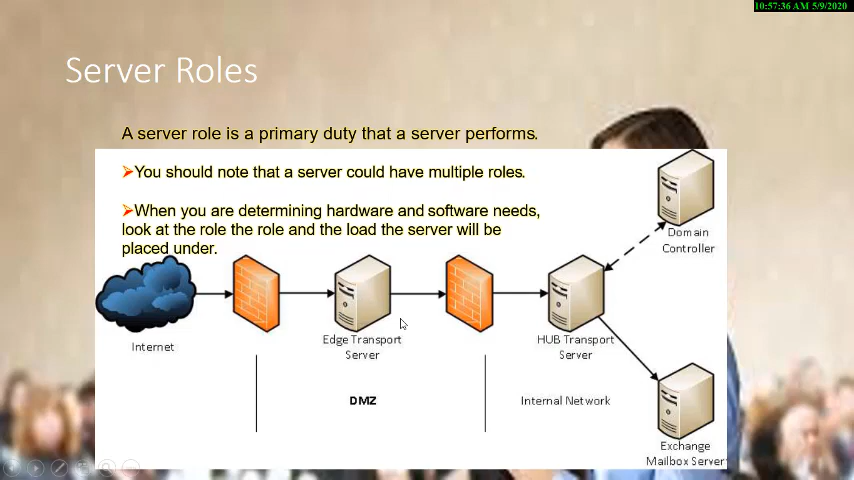 10:57:36 AM 5/9/2020
Server Roles
A server role is a primary duty that a server performs.
➢You should note that a server could have multiple roles.
➢When you are determining hardware and software needs,
look at the role the role and the load the server will be
placed under.
Domain
Controller
Internet
Edge Transport
Server
HUB Transport
Server
DMZ
Internal Network
Exchange
Mailbox Server